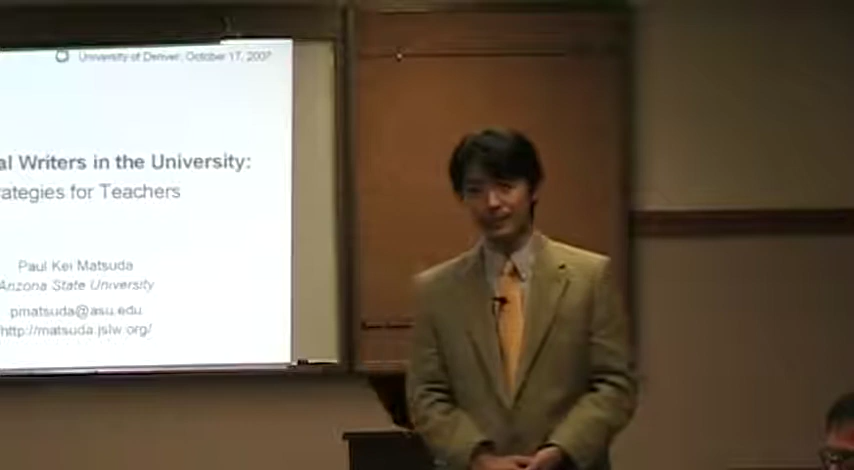 University of Denver, October 17, 2007
al Writers in the University:
rategies for Teachers
Paul Kei Matsuda
Arizona State University
pmatsuda@asu.edu
http://matsuda.jslw.org/